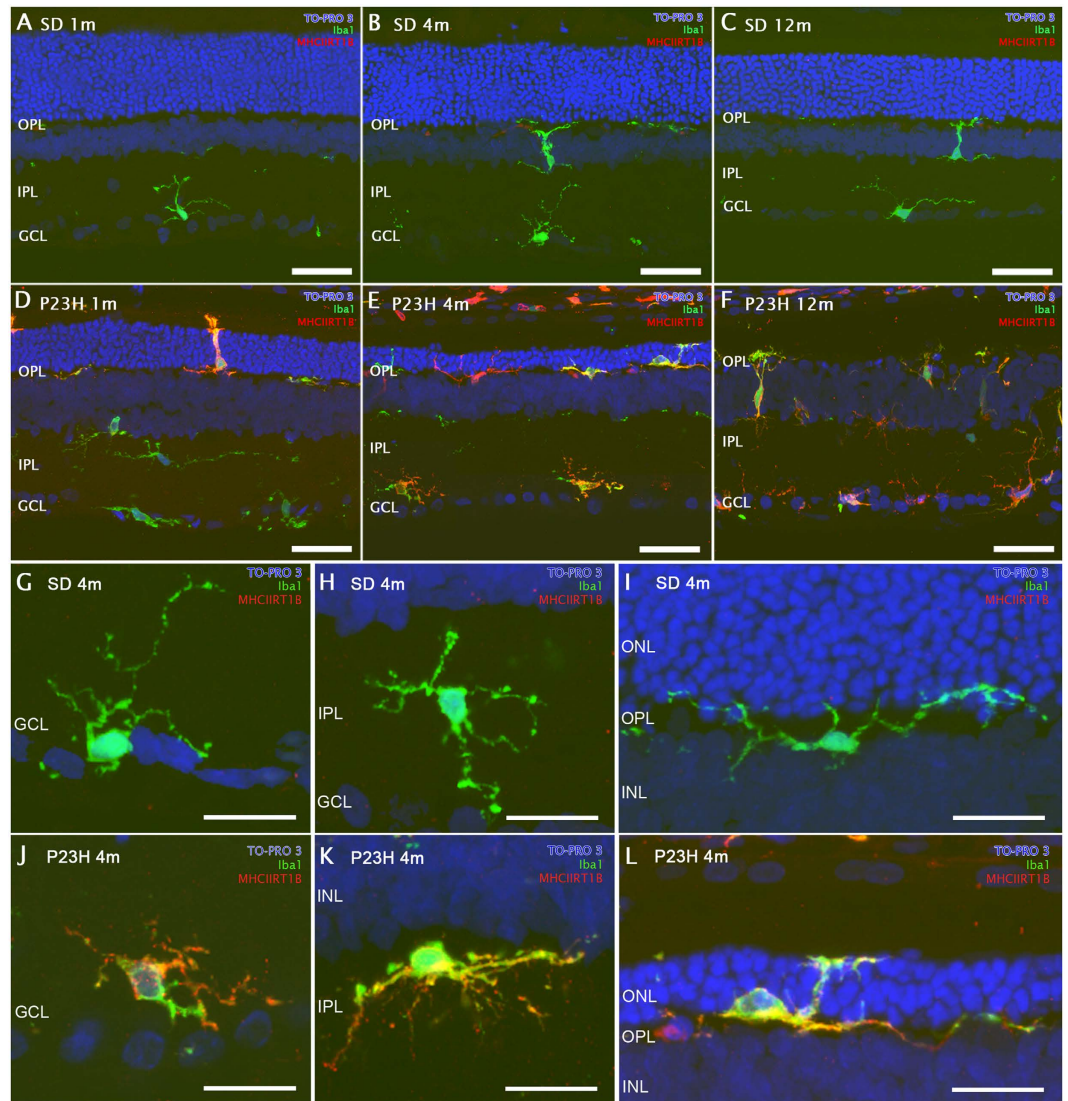 A SD 1m
TO-PRO 3
Iba1
MHCIIRT1B
OPL
IPL
GCL
B SD 4m
TO-PRO 3
Iba1
MHCIIRT1B
OPL
IPL
GCL
C SD 12m
TO-PRO 3
Iba1
MHCIIRT1B
OPL
IPL
GCL
D P23H 1m
TO-PRO 3
Iba1
MHCIIRT1B
OPL
IPL
GCL
E P23H 4m
TO-PRO 3
Iba1
MHCIIRT1B
OPL
IPL
GCL
F P23H 12m
TO-PRO 3
Iba1
MHCIIRT1B
OPL
IPL
GCL
G SD 4m
TO-PRO 3
Iba1
MHCIIRT1B
GCL
H SD 4m
TO-PRO 3
Iba1
MHCIIRT1B
IPL
GCL
I SD 4m
TO-PRO 3
Iba1
MHCIIRT1B
ONL
OPL
INL
J P23H 4m
TO-PRO 3
Iba1
MHCIIRT1B
GCL
K P23H 4m
TO-PRO 3
Iba1
MHCIIRT1B
INL
IPL
L P23H 4m
TO-PRO 3
Iba1
MHCIIRT1B
ONL
OPL
INL